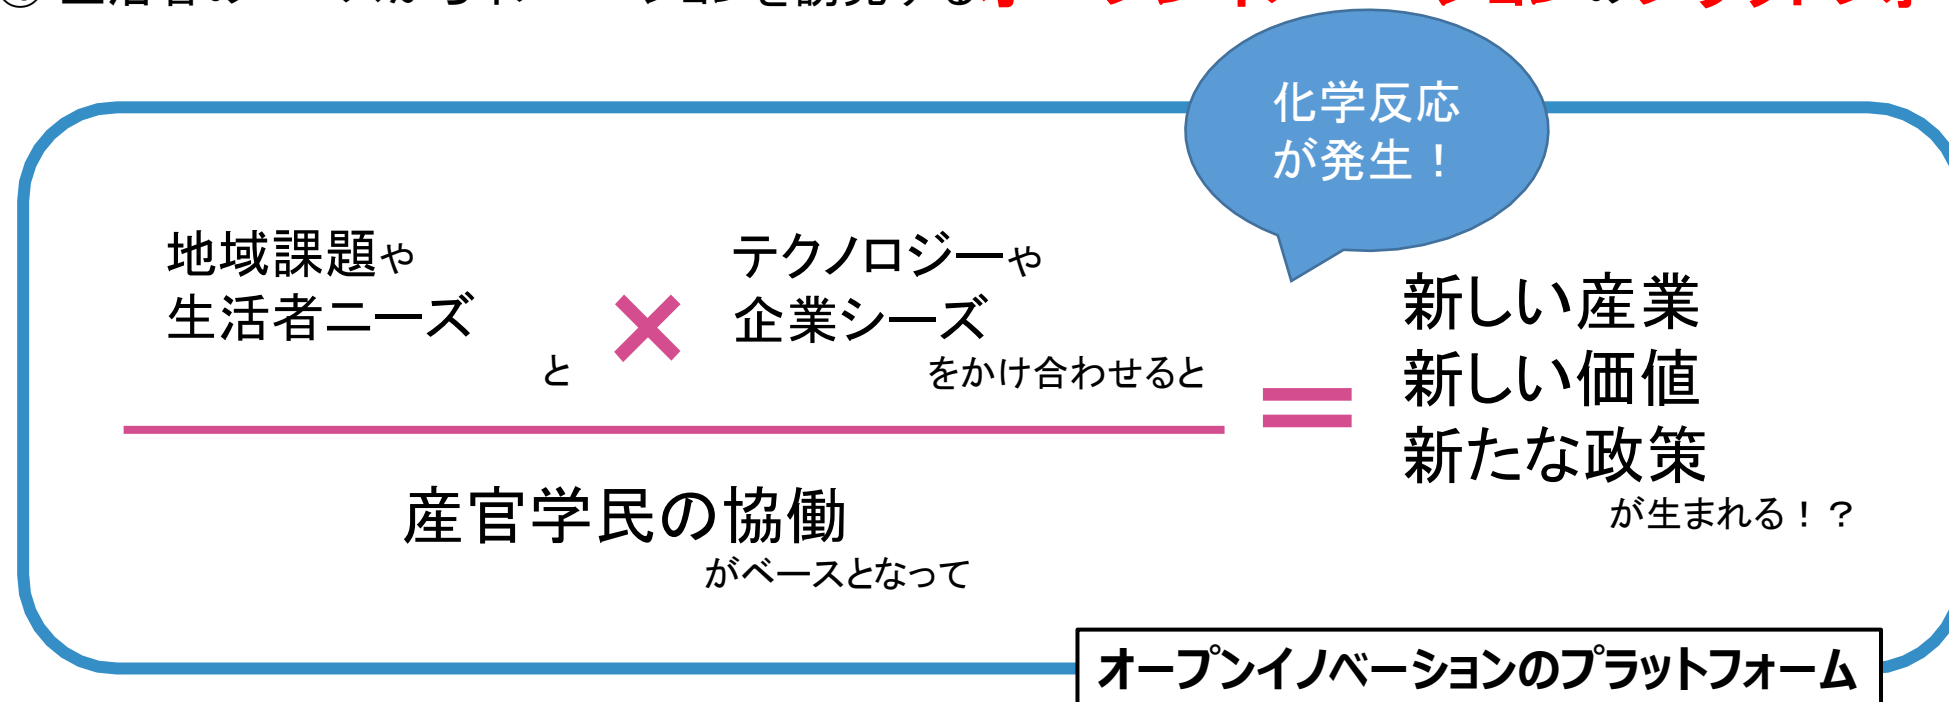 化学反応
が発生！
地域課題や
生活者ニーズ
と
×
テクノロジーや
企業シーズ
をかけ合わせると
＝
新しい産業
新しい価値
新たな政策
が生まれる！？
産官学民の協働
がベースとなって
オープンイノベーションのプラットフォーム